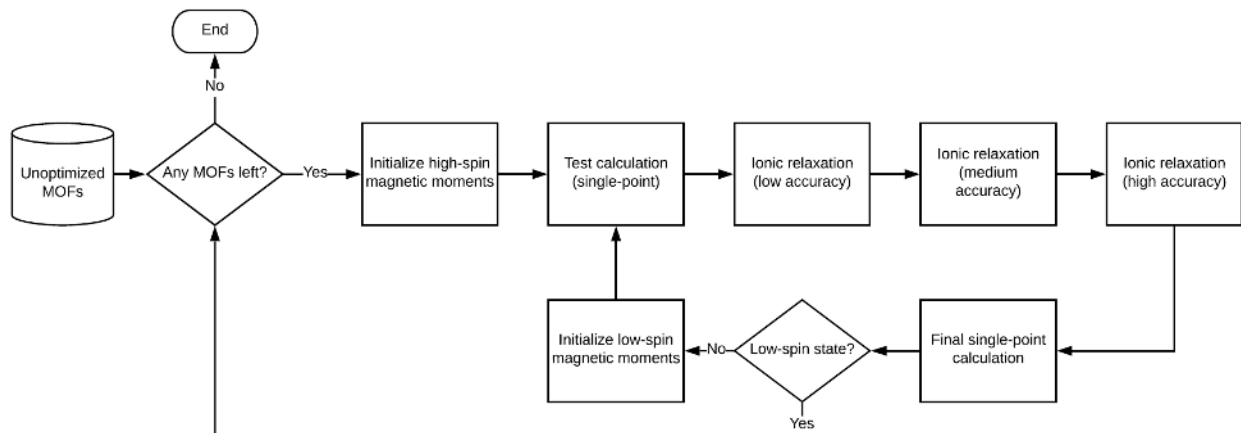 End
No
Unoptimized
MOFs
Any MOFs left?
Yes
Initialize high-spin
magnetic moments
Test calculation
(single-point)
Ionic relaxation
(low accuracy)
Ionic relaxation
(medium
accuracy)
Ionic relaxation
(high accuracy)
Initialize low-spin
magnetic moments
No
Low-spin state?
Final single-point
calculation
Yes